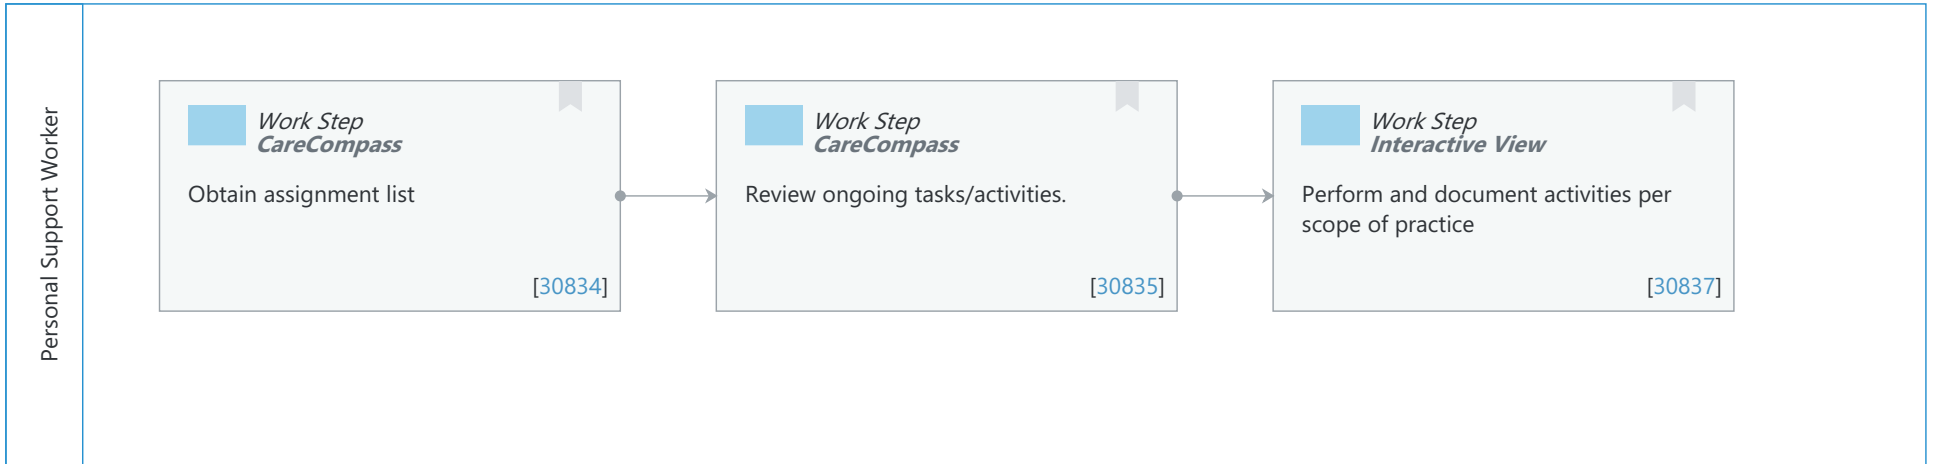 Personal Support Worker
Work Step
CareCompass
Obtain assignment list
[30834]
Work Step
CareCompass
Review ongoing tasks/activities.
[30835]
Work Step
Interactive View
Perform and document activities per
scope of practice
[30837]